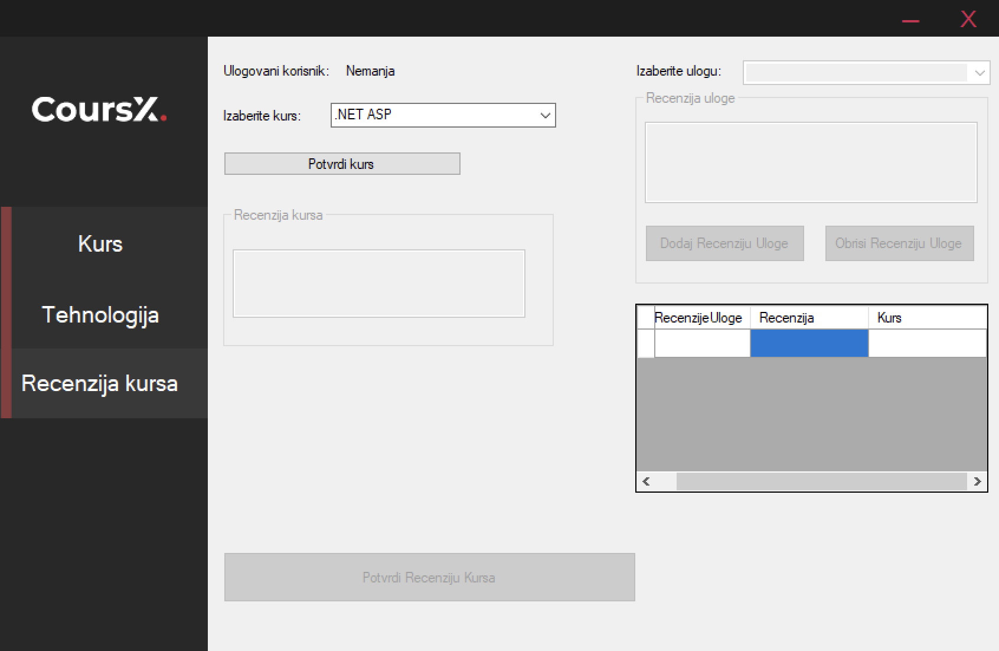 X
CoursX.
Kurs
Tehnologija
Recenzija kursa
Ulogovani korisnik: Nemanja
Izaberite kurs: .NET ASP
Potvrdi kurs
Recenzija kursa
Potvrdi Recenziju Kursa
Izaberite ulogu:
Recenzija uloge
Dodaj Recenziju Uloge Obrisi Recenziju Uloge
RecenzijeUloge Recenzija Kurs